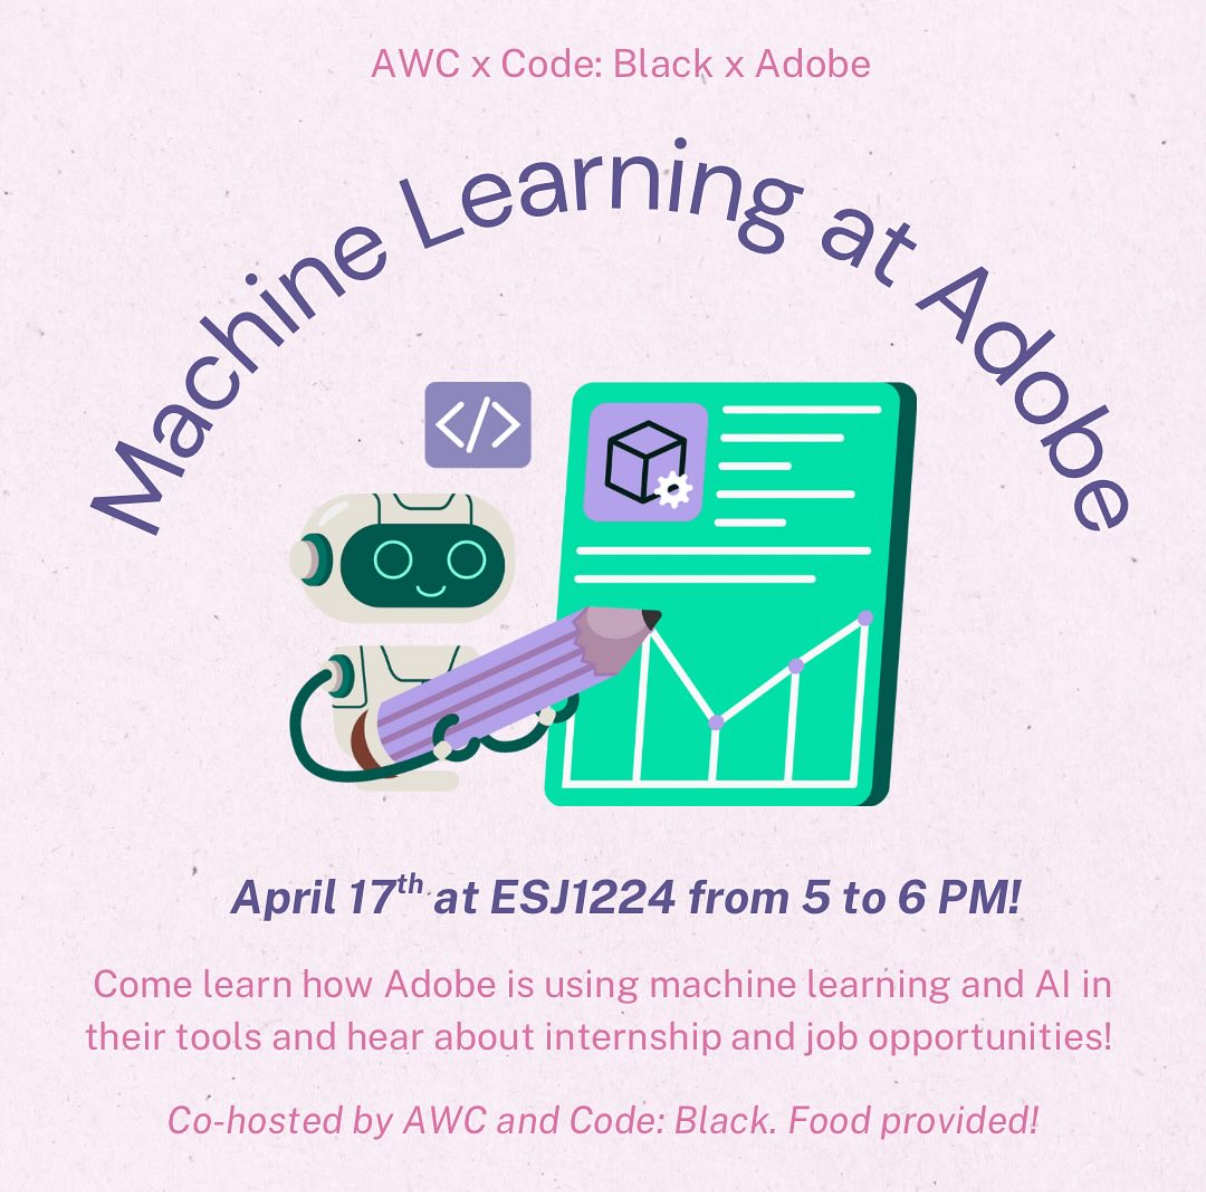 AWC x Code: Black x Adobe
Machine Learning at Adobe
</>
April 17th at ESJ1224 from 5 to 6 PM!
Come learn how Adobe is using machine learning and AI in
their tools and hear about internship and job opportunities!
Co-hosted by AWC and Code: Black. Food provided!